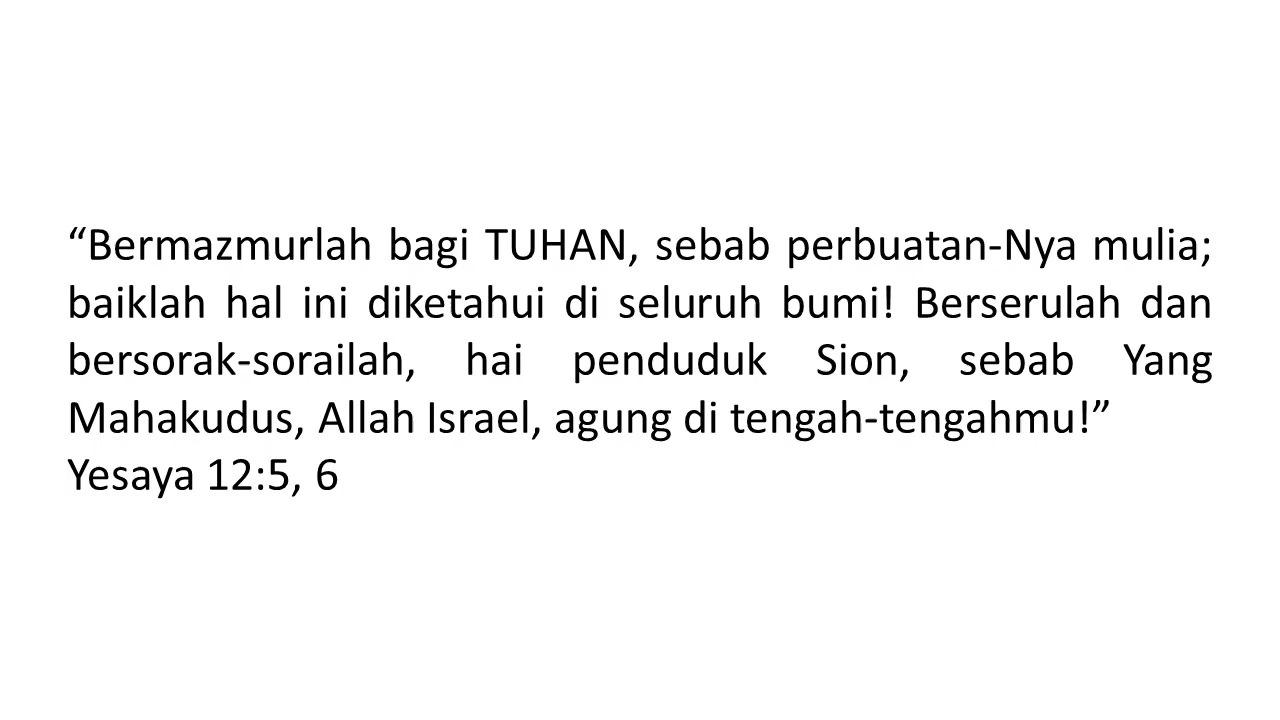 “Bermazmurlah bagi TUHAN, sebab perbuatan-Nya mulia;
baiklah hal ini diketahui di seluruh bumi! Berserulah dan
bersorak-sorailah, hai penduduk Sion, sebab Yang
Mahakudus, Allah Israel, agung di tengah-tengahmu!”
Yesaya 12:5, 6